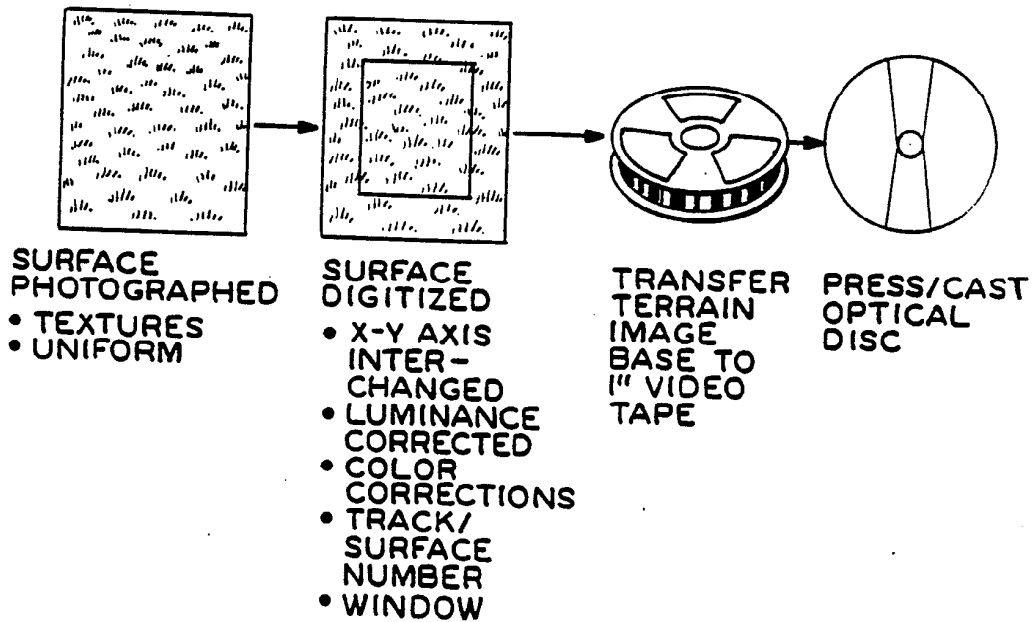 SURFACE
PHOTOGRAPHED
• TEXTURES
• UNIFORM
SURFACE
DIGITIZED
• X-Y AXIS
INTER-
CHANGED
• LUMINANCE
CORRECTED
• COLOR
CORRECTIONS
• TRACK/
SURFACE
NUMBER
• WINDOW
TRANSFER
TERRAIN
IMAGE
BASE TO
1" VIDEO
TAPE
PRESS/CAST
OPTICAL
DISC